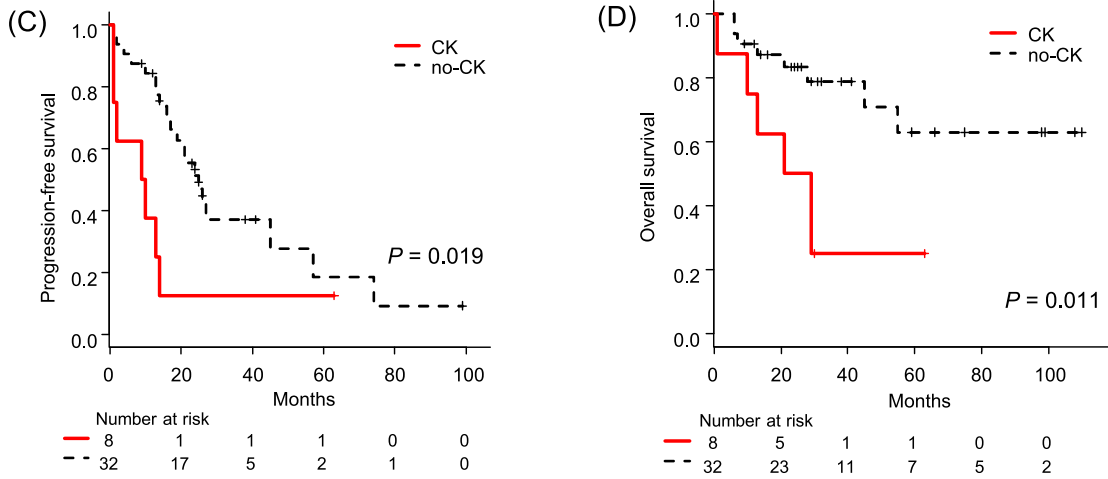 (C)
Progression-free survival
1.0
0.8
0.6
0.4
0.2
0.0
CK
no-CK
P = 0.019
0 20 40 60 80 100
Months
Number at risk
8 1 1 1 0 0
32 17 5 2 1 0
(D)
Overall survival
1.0
0.8
0.6
0.4
0.2
0.0
CK
no-CK
P = 0.011
0 20 40 60 80 100
Months
Number at risk
8 5 1 1 0 0
32 23 11 7 5 2